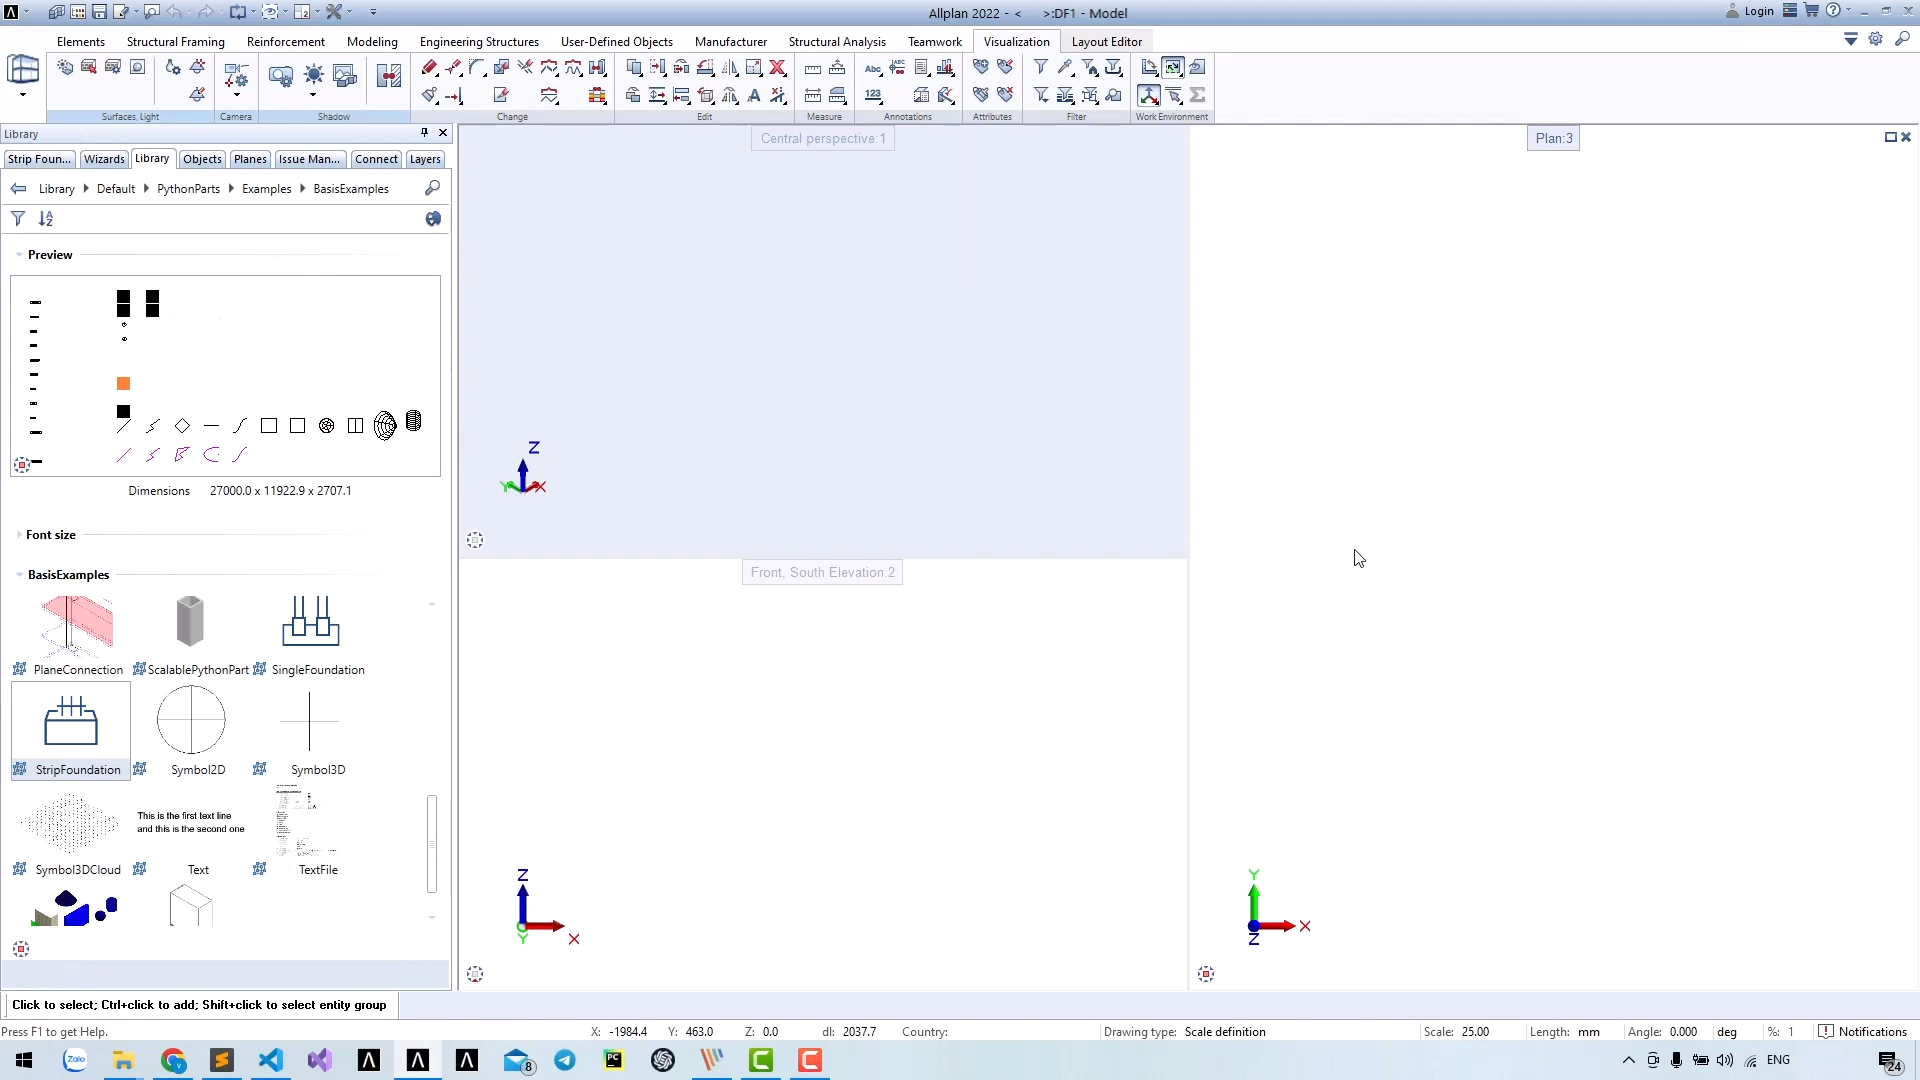 Allplan 2022 - < >:DF1 - Model
Login
Elements
Structural Framing
Reinforcement
Modeling
Engineering Structures
User-Defined Objects
Manufacturer
Structural Analysis
Teamwork
Visualization
Layout Editor
Abc
123
Surfaces, Light
Camera
Shadow
Change
Edit
Measure
Annotations
Attributes
Filter
Work Environment
Library
Strip Foun...
Wizards
Library
Objects
Planes
Issue Man...
Connect
Layers
Library
Default
PythonParts
Examples
BasisExamples
Preview
Dimensions 27000.0 x 11922.9 x 2707.1
Font size
BasisExamples
PlaneConnection
ScalablePythonPart
SingleFoundation
StripFoundation
Symbol2D
Symbol3D
This is the first text line
and this is the second one
Symbol3DCloud
Text
TextFile
Central perspective:1
Z
Y
X
Front, South Elevation:2
Z
Y
X
Plan:3
Y
X
Z
Click to select; Ctrl+click to add; Shift+click to select entity group
Press F1 to get Help.
X: -1984.4
Y: 463.0
Z: 0.0
dl: 2037.7
Country:
Drawing type: Scale definition
Scale: 25.00
Length: mm
Angle: 0.000 deg
%: 1
Notifications
Zalo
8
PC
ENG
24